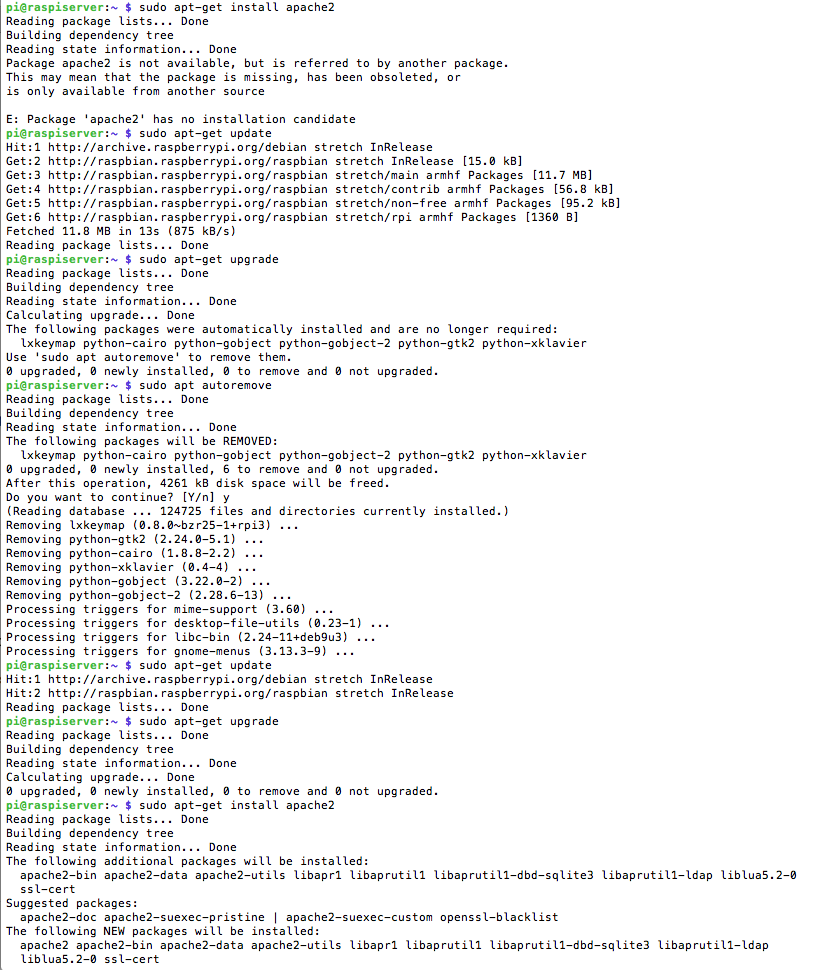 pi@raspiserver:~ $ sudo apt-get install apache2
Reading package lists... Done
Building dependency tree
Reading state information... Done
Package apache2 is not available, but is referred to by another package.
This may mean that the package is missing, has been obsoleted, or
is only available from another source

E: Package 'apache2' has no installation candidate
pi@raspiserver:~ $ sudo apt-get update
Hit:1 http://archive.raspberrypi.org/debian stretch InRelease
Get:2 http://raspbian.raspberrypi.org/raspbian stretch InRelease [15.0 kB]
Get:3 http://raspbian.raspberrypi.org/raspbian stretch/main armhf Packages [11.7 MB]
Get:4 http://raspbian.raspberrypi.org/raspbian stretch/contrib armhf Packages [56.8 kB]
Get:5 http://raspbian.raspberrypi.org/raspbian stretch/non-free armhf Packages [95.2 kB]
Get:6 http://raspbian.raspberrypi.org/raspbian stretch/rpi armhf Packages [1360 B]
Fetched 11.8 MB in 13s (875 kB/s)
Reading package lists... Done
pi@raspiserver:~ $ sudo apt-get upgrade
Reading package lists... Done
Building dependency tree
Reading state information... Done
Calculating upgrade... Done
The following packages were automatically installed and are no longer required:
  lxkeymap python-cairo python-gobject python-gobject-2 python-gtk2 python-xklavier
Use 'sudo apt autoremove' to remove them.
0 upgraded, 0 newly installed, 0 to remove and 0 not upgraded.
pi@raspiserver:~ $ sudo apt autoremove
Reading package lists... Done
Building dependency tree
Reading state information... Done
The following packages will be REMOVED:
  lxkeymap python-cairo python-gobject python-gobject-2 python-gtk2 python-xklavier
0 upgraded, 0 newly installed, 6 to remove and 0 not upgraded.
After this operation, 4261 kB disk space will be freed.
Do you want to continue? [Y/n] y
(Reading database ... 124725 files and directories currently installed.)
Removing lxkeymap (0.8.0~bzr25-1+rpi3) ...
Removing python-gtk2 (2.24.0-5.1) ...
Removing python-cairo (1.8.8-2.2) ...
Removing python-xklavier (0.4-4) ...
Removing python-gobject (3.22.0-2) ...
Removing python-gobject-2 (2.28.6-13) ...
Processing triggers for mime-support (3.60) ...
Processing triggers for desktop-file-utils (0.23-1) ...
Processing triggers for libc-bin (2.24-11+deb9u3) ...
Processing triggers for gnome-menus (3.13.3-9) ...
pi@raspiserver:~ $ sudo apt-get update
Hit:1 http://archive.raspberrypi.org/debian stretch InRelease
Hit:2 http://raspbian.raspberrypi.org/raspbian stretch InRelease
Reading package lists... Done
pi@raspiserver:~ $ sudo apt-get upgrade
Reading package lists... Done
Building dependency tree
Reading state information... Done
Calculating upgrade... Done
0 upgraded, 0 newly installed, 0 to remove and 0 not upgraded.
pi@raspiserver:~ $ sudo apt-get install apache2
Reading package lists... Done
Building dependency tree
Reading state information... Done
The following additional packages will be installed:
  apache2-bin apache2-data apache2-utils libapr1 libaprutil1 libaprutil1-dbd-sqlite3 libaprutil1-ldap liblua5.2-0
  ssl-cert
Suggested packages:
  apache2-doc apache2-suexec-pristine | apache2-suexec-custom openssl-blacklist
The following NEW packages will be installed:
  apache2 apache2-bin apache2-data apache2-utils libapr1 libaprutil1 libaprutil1-dbd-sqlite3 libaprutil1-ldap
  liblua5.2-0 ssl-cert